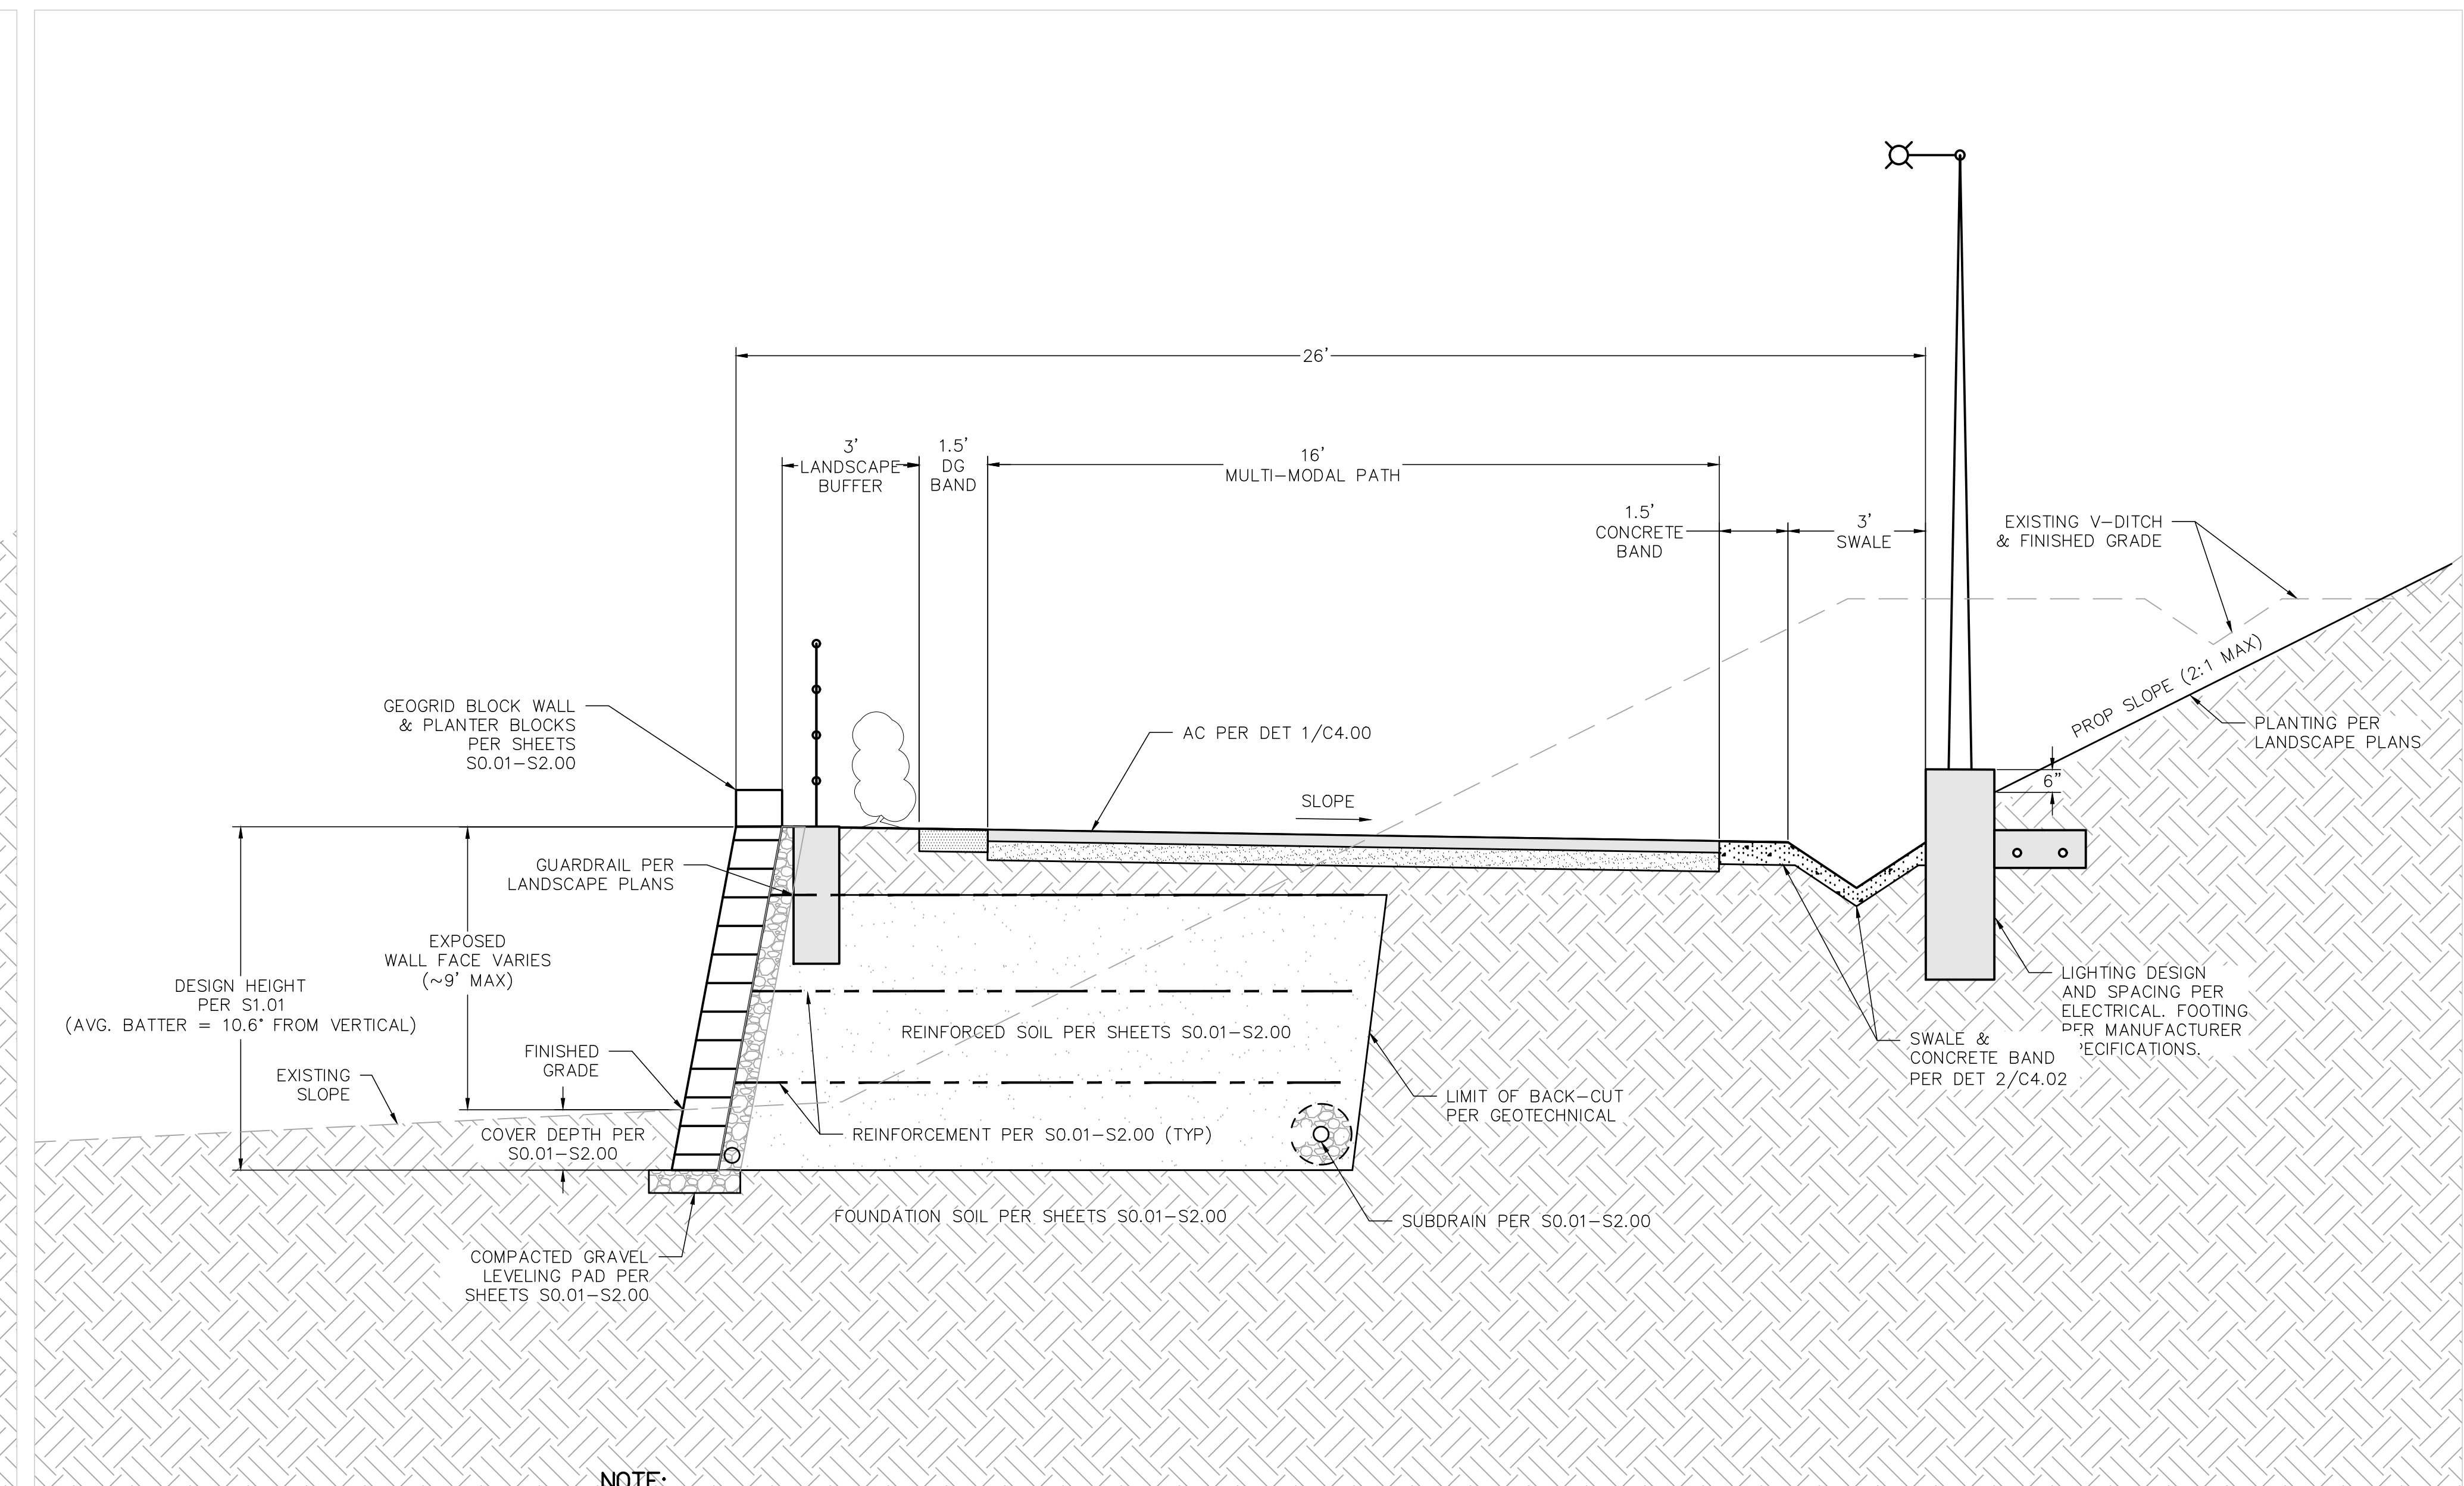 26'
3'
LANDSCAPE
BUFFER
1.5'
DG
BAND
16'
MULTI-MODAL PATH
1.5'
CONCRETE
BAND
3'
SWALE
EXISTING V-DITCH
& FINISHED GRADE
GEOGRID BLOCK WALL
& PLANTER BLOCKS
PER SHEETS
S0.01-S2.00
AC PER DET 1/C4.00
SLOPE
PROP SLOPE (2:1 MAX)
PLANTING PER
LANDSCAPE PLANS
6"
GUARDRAIL PER
LANDSCAPE PLANS
EXPOSED
WALL FACE VARIES
(~9' MAX)
DESIGN HEIGHT
PER S1.01
(AVG. BATTER = 10.6° FROM VERTICAL)
FINISHED
GRADE
EXISTING
SLOPE
COVER DEPTH PER
S0.01-S2.00
REINFORCED SOIL PER SHEETS S0.01-S2.00
REINFORCEMENT PER S0.01-S2.00 (TYP)
LIMIT OF BACK-CUT
PER GEOTECHNICAL
SWALE &
CONCRETE BAND
PER DET 2/C4.02
LIGHTING DESIGN
AND SPACING PER
ELECTRICAL. FOOTING
PER MANUFACTURER
PECIFICATIONS.
FOUNDATION SOIL PER SHEETS S0.01-S2.00
SUBDRAIN PER S0.01-S2.00
COMPACTED GRAVEL
LEVELING PAD PER
SHEETS S0.01-S2.00
NOTE: